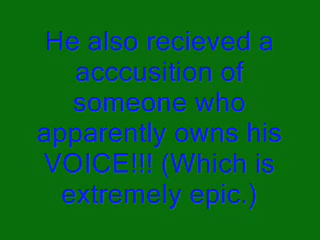 He also recieved a
acccusition of
someone who
apparently owns his
VOICE!!! (Which is
extremely epic.)